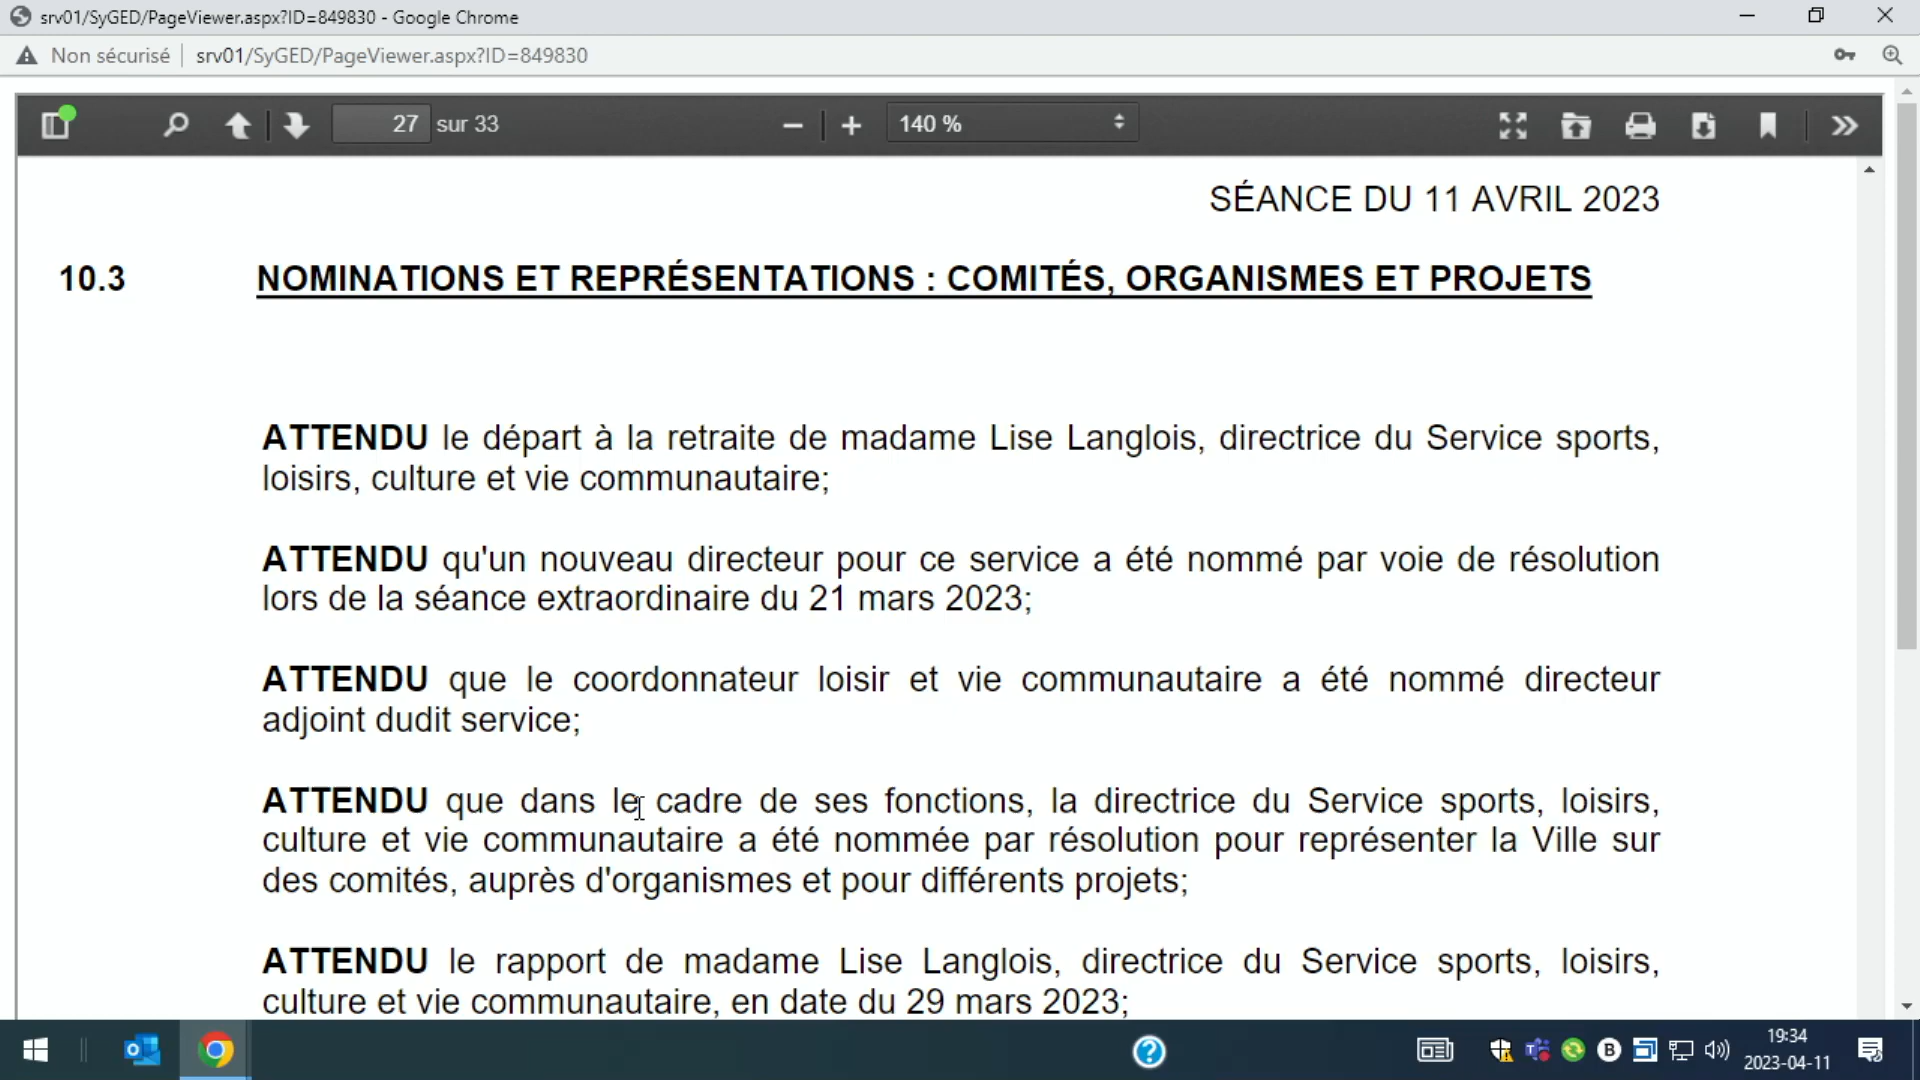 srv01/SyGED/PageViewer.aspx?ID=849830 - Google Chrome
Non sécurisé | srv01/SyGED/PageViewer.aspx?ID=849830
27 sur 33
140 %
SÉANCE DU 11 AVRIL 2023
10.3 NOMINATIONS ET REPRÉSENTATIONS : COMITÉS, ORGANISMES ET PROJETS
ATTENDU le départ à la retraite de madame Lise Langlois, directrice du Service sports,
loisirs, culture et vie communautaire;
ATTENDU qu'un nouveau directeur pour ce service a été nommé par voie de résolution
lors de la séance extraordinaire du 21 mars 2023;
ATTENDU que le coordonnateur loisir et vie communautaire a été nommé directeur
adjoint dudit service;
ATTENDU que dans le cadre de ses fonctions, la directrice du Service sports, loisirs,
culture et vie communautaire a été nommée par résolution pour représenter la Ville sur
des comités, auprès d'organismes et pour différents projets;
ATTENDU le rapport de madame Lise Langlois, directrice du Service sports, loisirs,
culture et vie communautaire, en date du 29 mars 2023;
19:34
2023-04-11